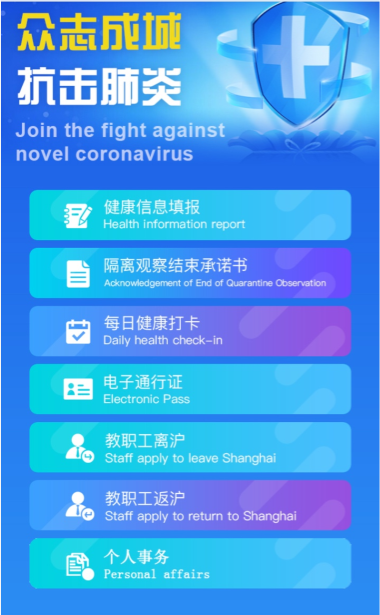 众志成城
抗击肺炎
Join the fight against
novel coronavirus
健康信息填报
Health information report
隔离观察结束承诺书
Acknowledgement of End of Quarantine Observation
每日健康打卡
Daily health check-in
电子通行证
Electronic Pass
教职工离沪
Staff apply to leave Shanghai
教职工返沪
Staff apply to return to Shanghai
个人事务
Personal affairs